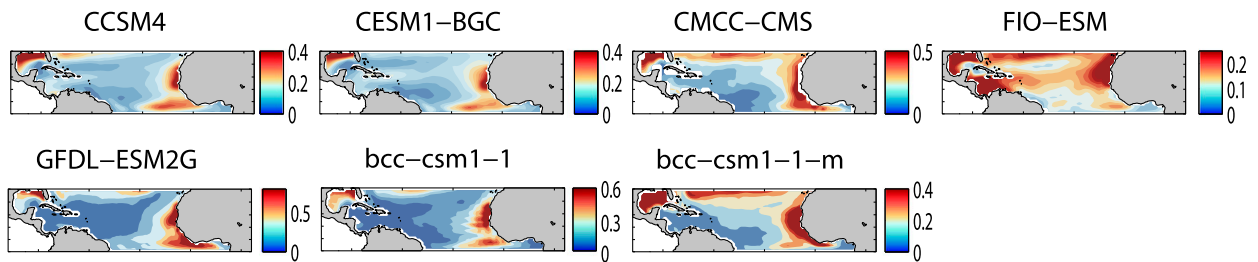 CCSM4 CESM1−BGC CMCC−CMS FIO−ESM
0.4 0.4 0.5 0.2
0.2 0.2 0.1
0 0 0 0
GFDL−ESM2G bcc−csm1−1 bcc−csm1−1−m
0.5 0.6 0.4
0.3 0.2
0 0 0